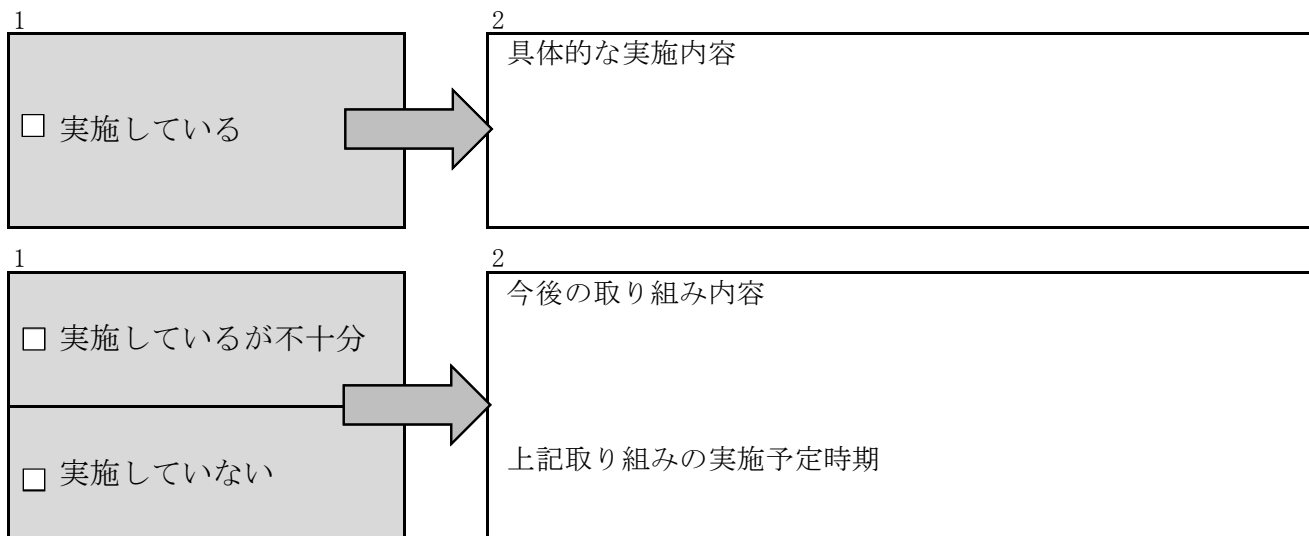 1
2
□ 実施している
具体的な実施内容
1
2
□ 実施しているが不十分
□ 実施していない
今後の取り組み内容
上記取り組みの実施予定時期